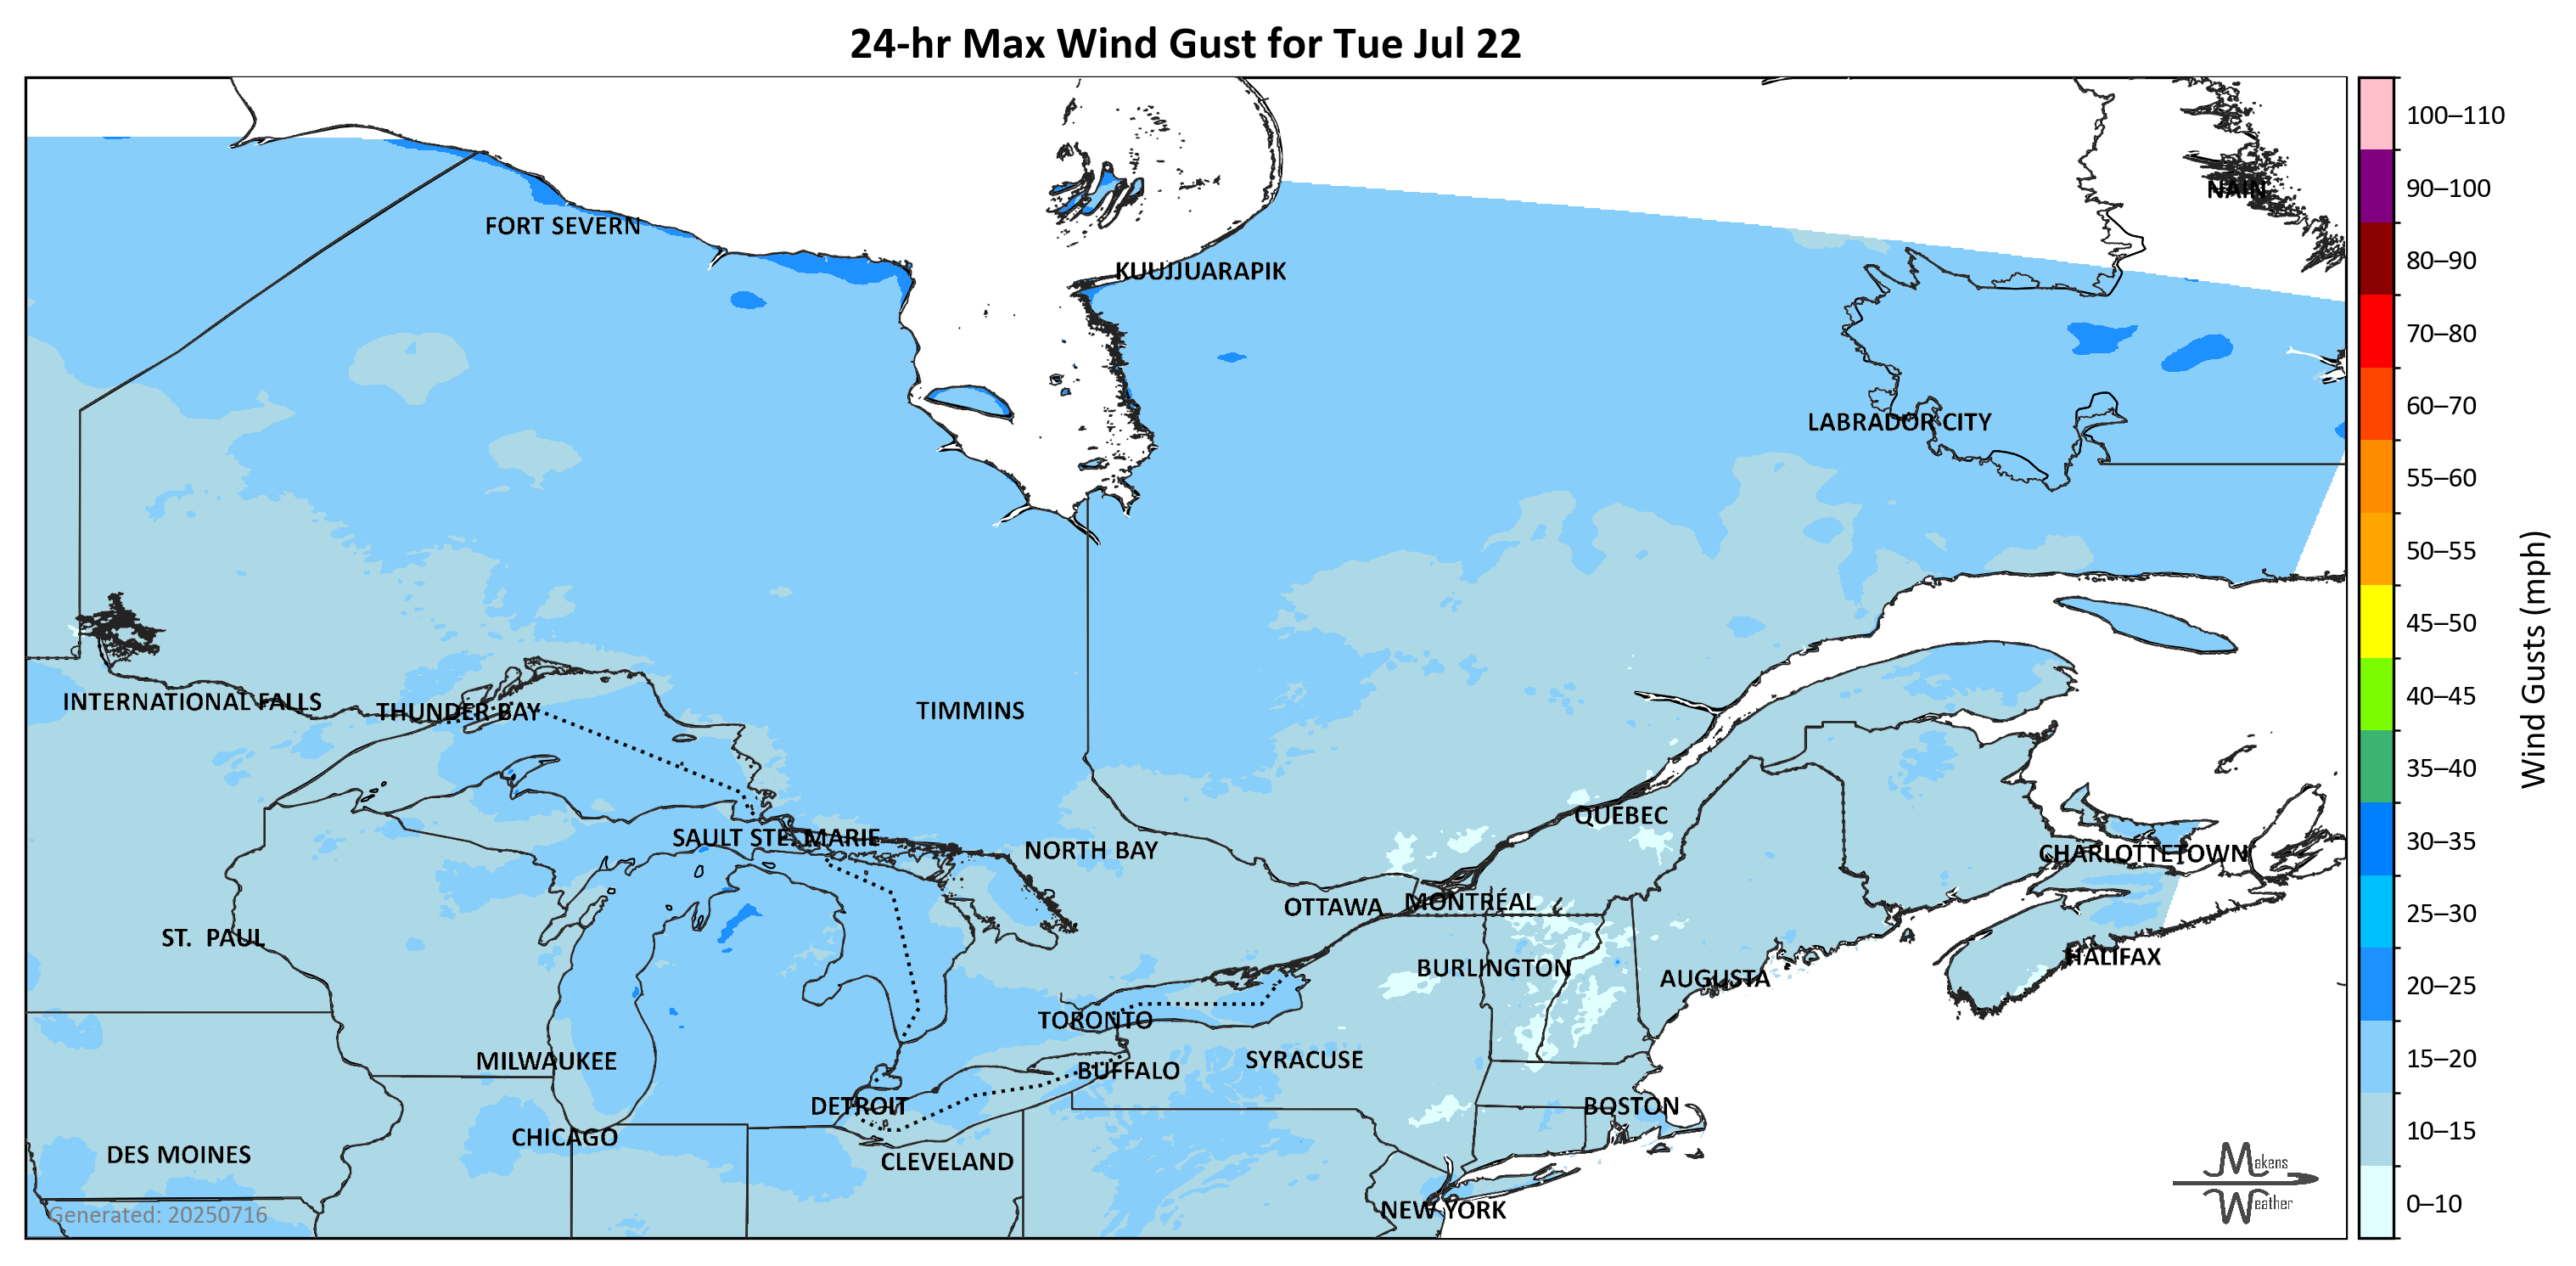 24-hr Max Wind Gust for Tue Jul 22
100–110
90–100
80–90
70–80
60–70
55–60
50–55
45–50
40–45
35–40
30–35
25–30
20–25
15–20
10–15
0–10
Wind Gusts (mph)
NAIN
FORT SEVERN
KUUJJUARAPIK
LABRADOR CITY
INTERNATIONAL FALLS
THUNDER BAY
TIMMINS
QUÉBEC
SAULT STE. MARIE
NORTH BAY
CHARLOTTETOWN
OTTAWA
MONTRÉAL
ST. PAUL
HALIFAX
BURLINGTON
AUGUSTA
TORONTO
MILWAUKEE
SYRACUSE
BUFFALO
DETROIT
BOSTON
CHICAGO
DES MOINES
CLEVELAND
NEW YORK
Makens
Weather
Generated: 20250716